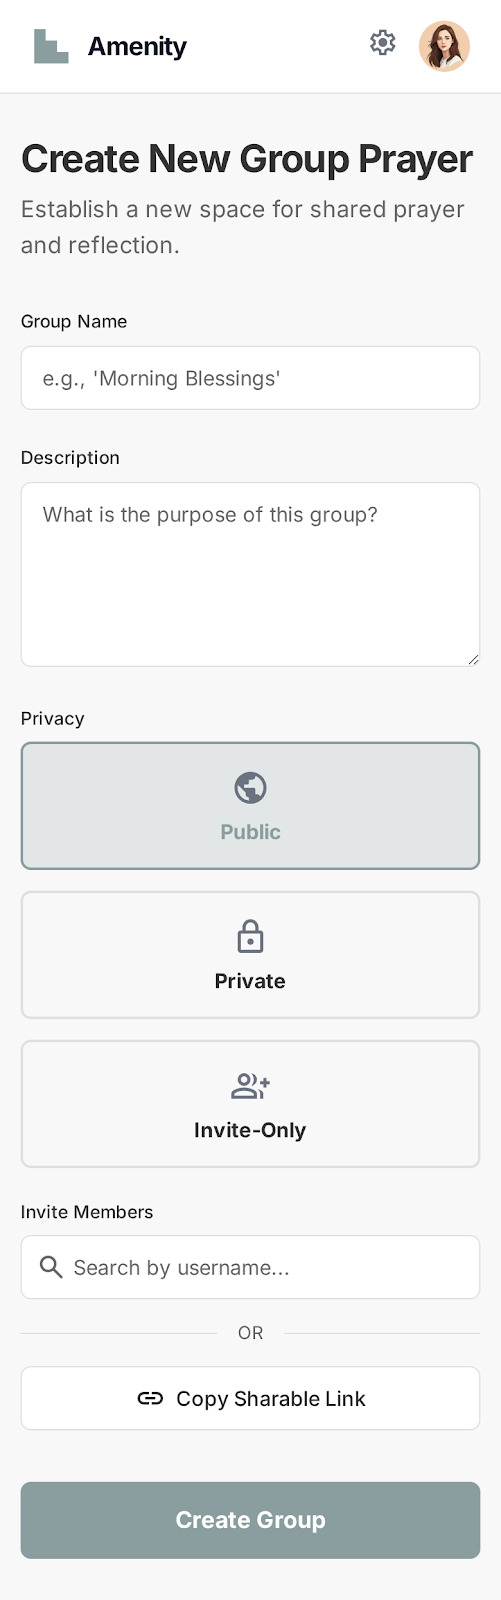 Amenity
Create New Group Prayer
Establish a new space for shared prayer
and reflection.
Group Name
e.g., 'Morning Blessings'
Description
What is the purpose of this group?
Privacy
Public
Private
Invite-Only
Invite Members
Search by username...
OR
Copy Sharable Link
Create Group